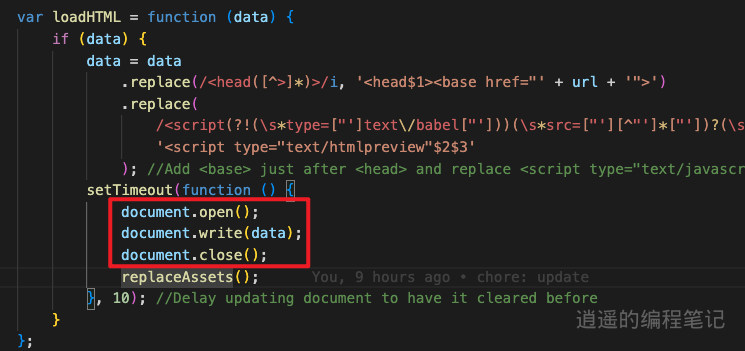 var loadHTML = function (data) {
if (data) {
data = data
.replace(/<head([^>]*)>/i, '<head$1><base href="' + url + '">')
.replace(
/<script(?!(\s*type=["']text\/babel["']))(\s*src=["'][^"']*["'])?(\s
'<script type="text/htmlpreview"$2$3'
); //Add <base> just after <head> and replace <script type="text/javasc
setTimeout(function () {
document.open();
document.write(data);
document.close();
replaceAssets(); You, 9 hours ago • chore: update
}, 10); //Delay updating document to have it cleared before
}
};
逍遥的编程笔记